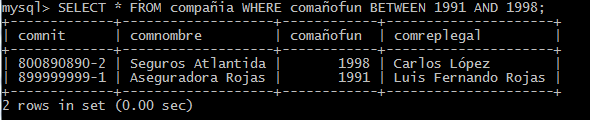 mysql> SELECT * FROM compañia WHERE comañofun BETWEEN 1991 AND 1998;
+-------------+-------------------+-----------+----------------------+
| comnit | comnombre | comañofun | comreplegal |
+-------------+-------------------+-----------+----------------------+
| 800890890-2 | Seguros Atlantida | 1998 | Carlos López |
| 899999999-1 | Aseguradora Rojas | 1991 | Luis Fernando Rojas |
+-------------+-------------------+-----------+----------------------+
2 rows in set (0.00 sec)